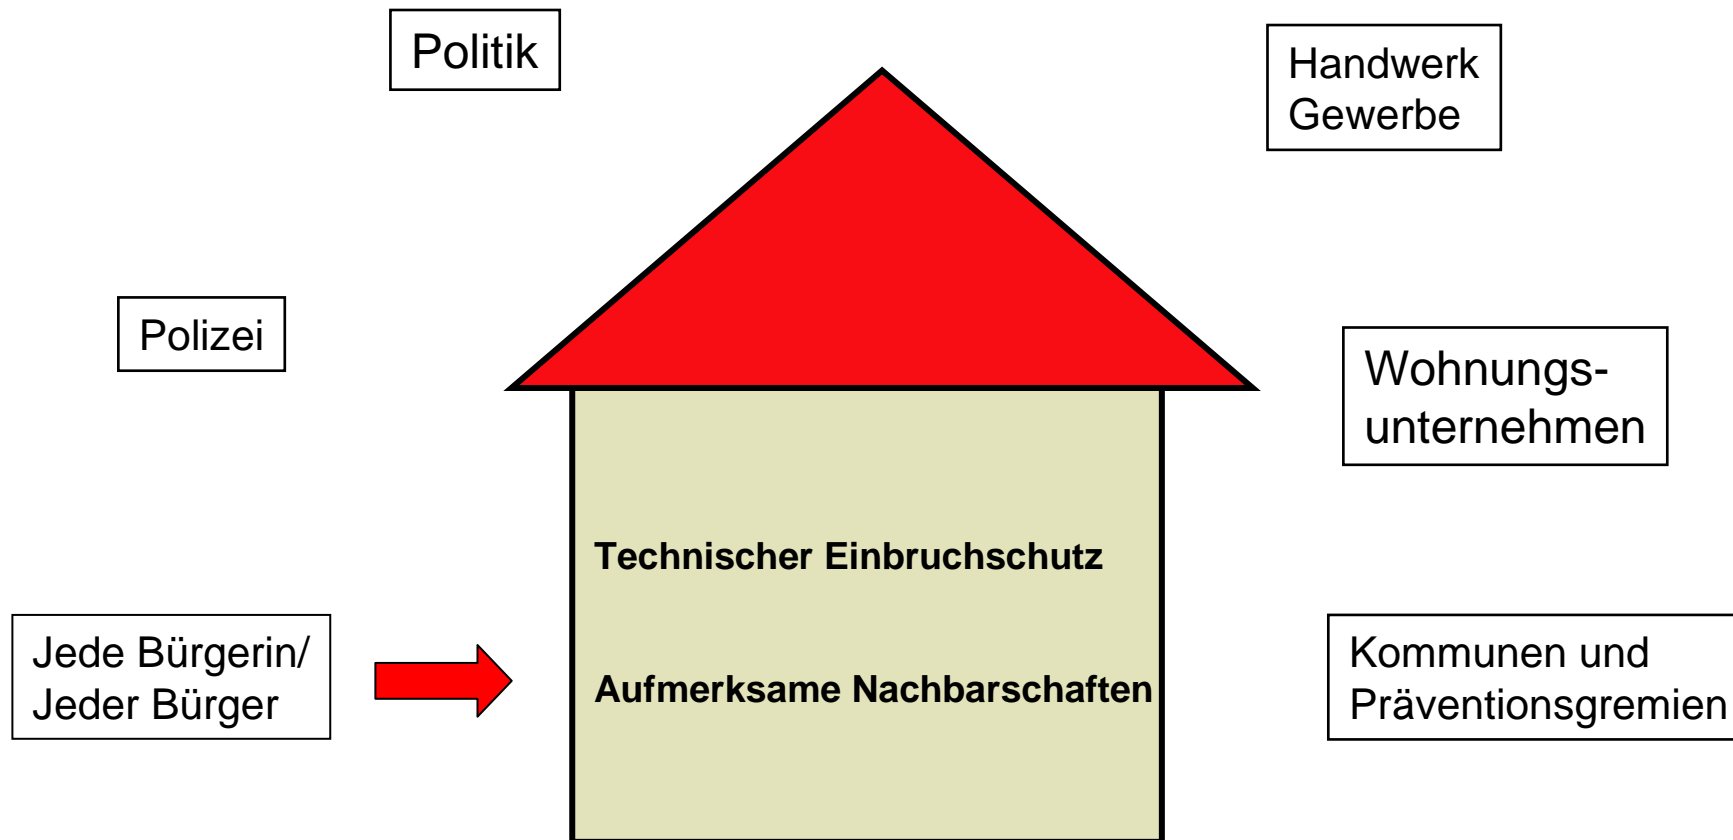 Politik
Handwerk
Gewerbe
Polizei
Wohnungs-
unternehmen
Technischer Einbruchschutz
Jede Bürgerin/
Jeder Bürger
Aufmerksame Nachbarschaften
Kommunen und
Präventionsgremien